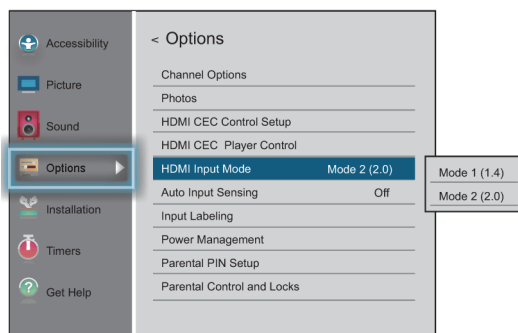 Accessibility
Picture
Sound
Options
Installation
Timers
Get Help
< Options
Channel Options
Photos
HDMI CEC Control Setup
HDMI CEC Player Control
HDMI Input Mode Mode 2 (2.0)
Auto Input Sensing Off
Input Labeling
Power Management
Parental PIN Setup
Parental Control and Locks
Mode 1 (1.4)
Mode 2 (2.0)